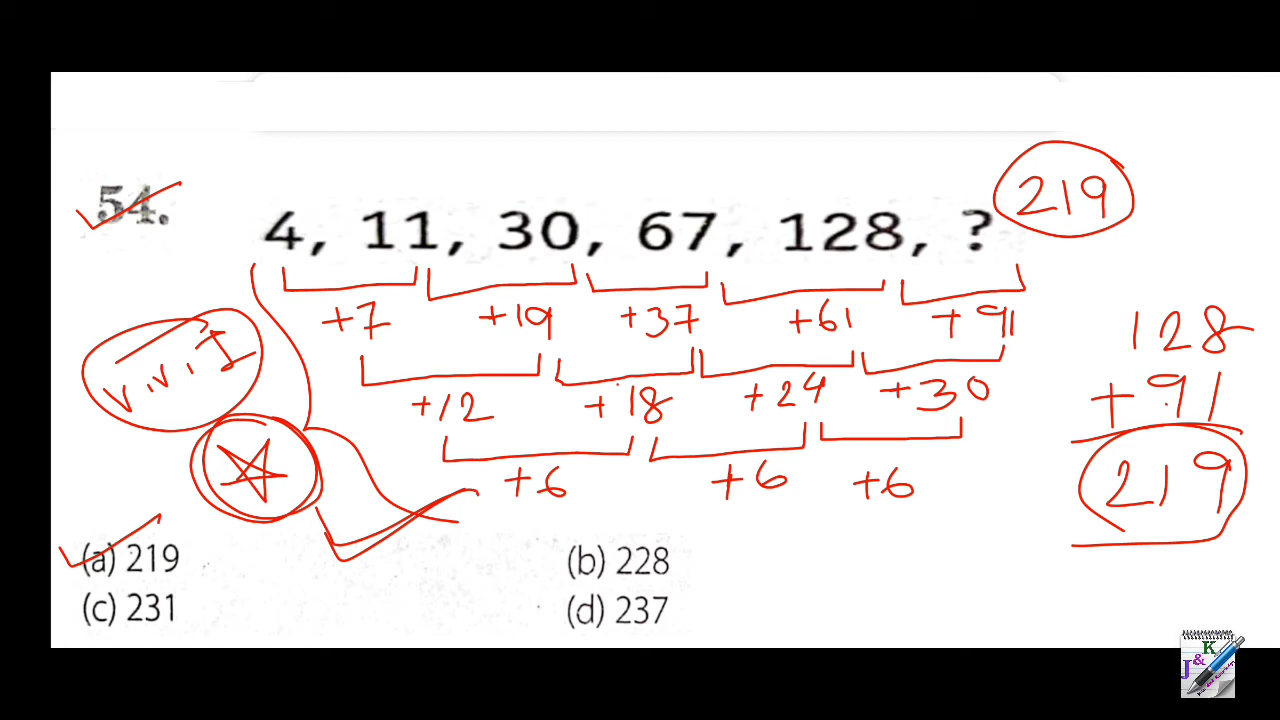 54.
4, 11, 30, 67, 128, ?
219
+7 +19 +37 +61 +91
+12 +18 +24 +30
+6 +6 +6
V.V.I
128
+ 91
219
(a) 219
(b) 228
(c) 231
(d) 237
J&K